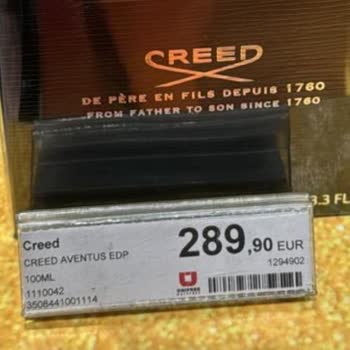 CREED
DE PÈRE EN FILS DEPUIS 1760
FROM FATHER TO SON SINCE 1760
3.3 FL
Creed
CREED AVENTUS EDP
100ML
1110042
3508441001114
289,90 EUR
1294902